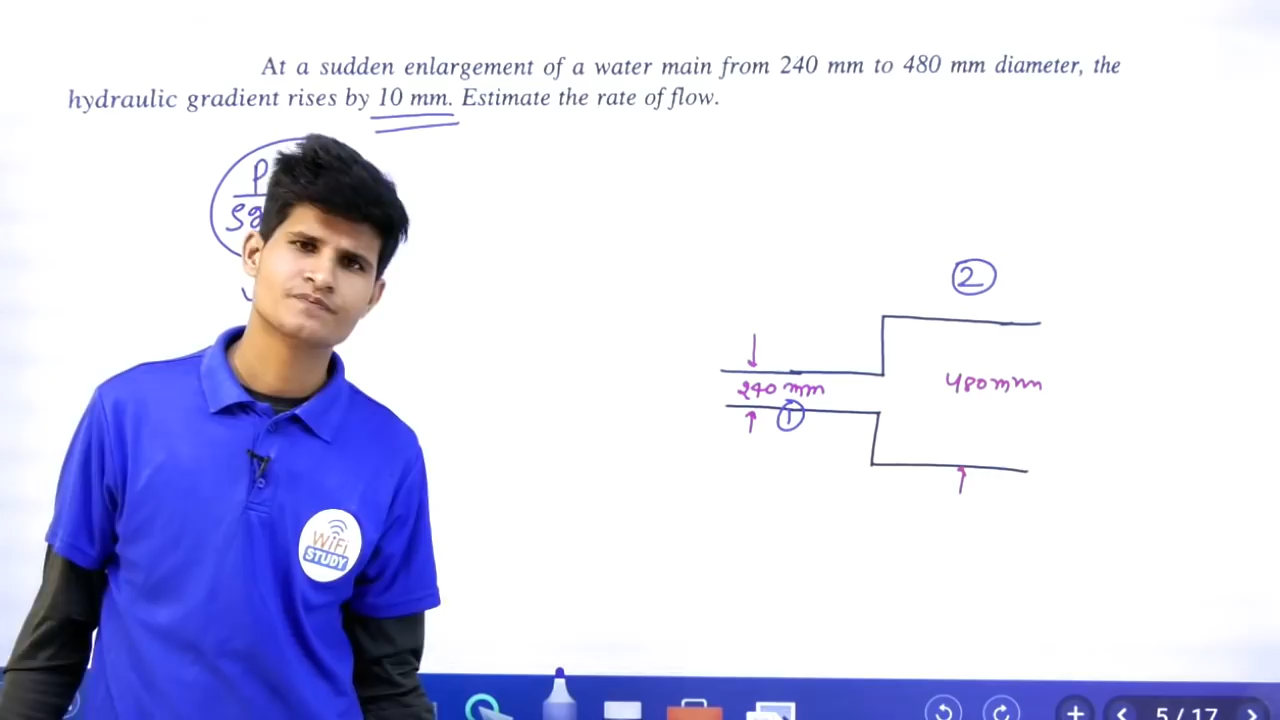 At a sudden enlargement of a water main from 240 mm to 480 mm diameter, the
hydraulic gradient rises by 10 mm. Estimate the rate of flow.
P
ρg
2
240 mm
480mm
1
WiFi
STUDY
5 / 17